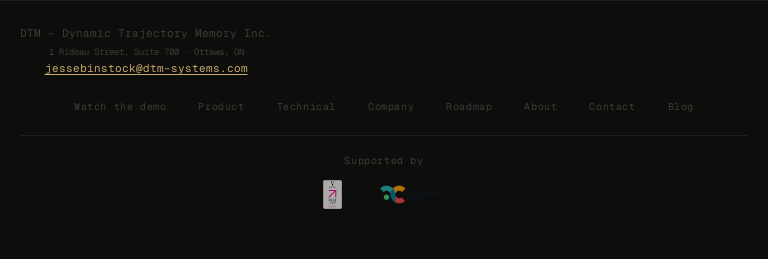 DTM - Dynamic Trajectory Memory Inc.
1 Rideau Street, Suite 700 · Ottawa, ON
jessebinstock@dtm-systems.com
Watch the demo Product Technical Company Roadmap About Contact Blog
Supported by